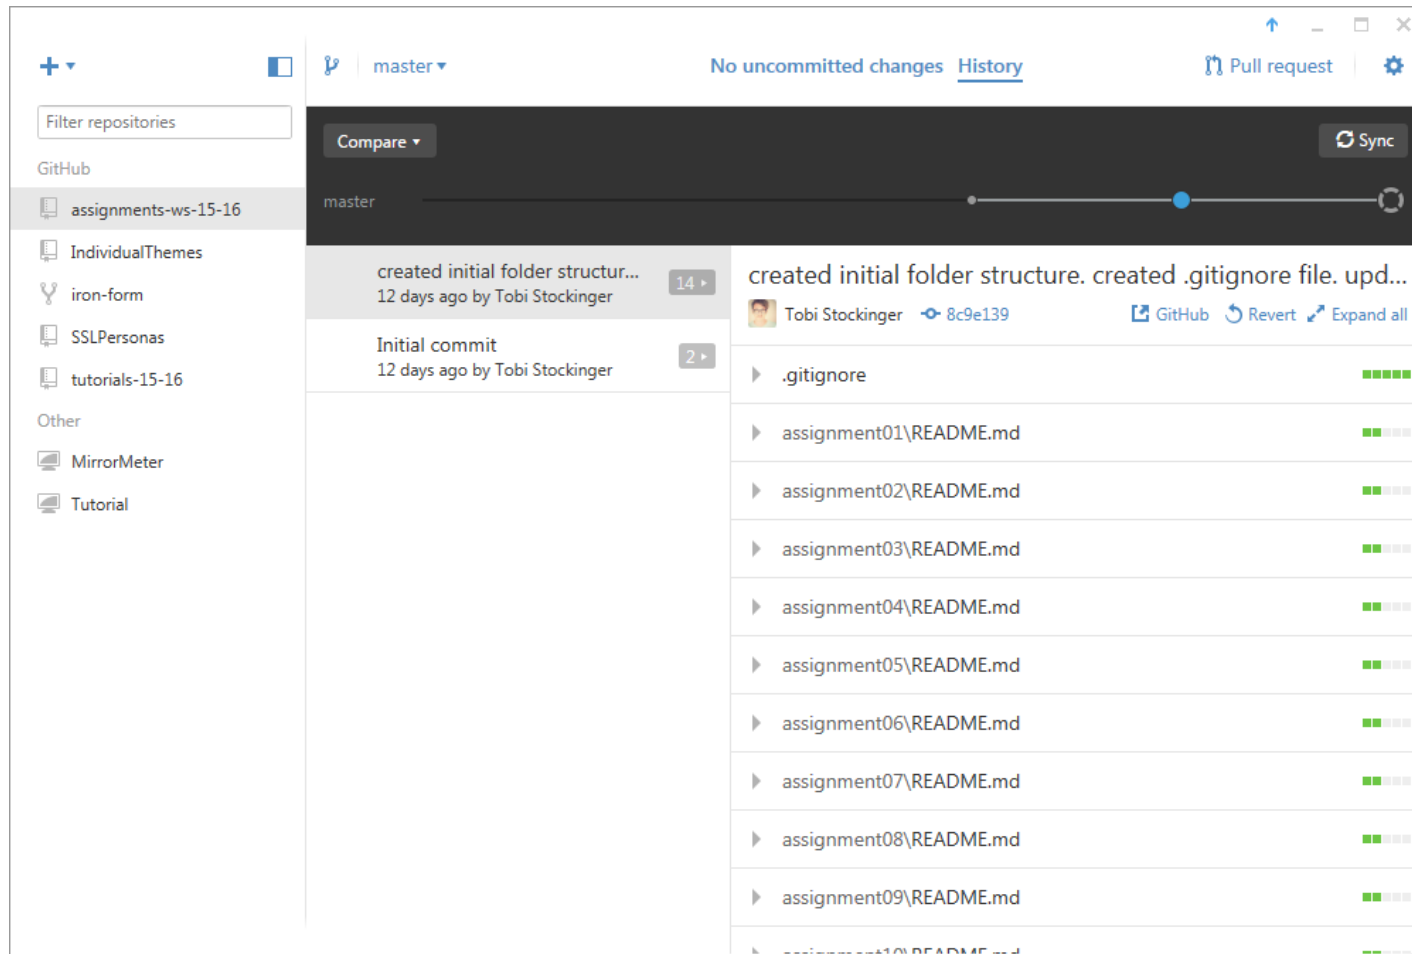 master
No uncommitted changes History
Pull request
Filter repositories
GitHub
assignments-ws-15-16
IndividualThemes
iron-form
SSLPersonas
tutorials-15-16
Other
MirrorMeter
Tutorial
Compare
Sync
master
created initial folder structur...
12 days ago by Tobi Stockinger
14
Initial commit
12 days ago by Tobi Stockinger
2
created initial folder structure. created .gitignore file. upd...
Tobi Stockinger 8c9e139 GitHub Revert Expand all
.gitignore
assignment01\README.md
assignment02\README.md
assignment03\README.md
assignment04\README.md
assignment05\README.md
assignment06\README.md
assignment07\README.md
assignment08\README.md
assignment09\README.md
assignment10\README.md